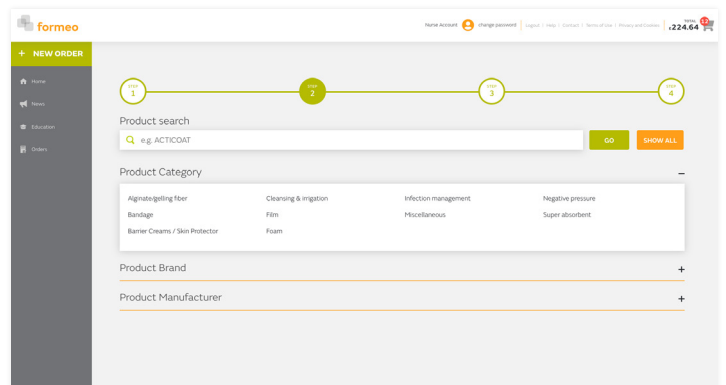 formeo
Nurse Account change password Logout / Help / Contact / Terms of Use / Privacy and Cookies
TOTAL
£224.64
12
+ NEW ORDER
Home
News
Education
Orders
STEP 1
STEP 2
STEP 3
STEP 4
Product search
e.g. ACTICOAT
GO
SHOW ALL
Product Category −
Alginate/gelling fiber Cleansing & irrigation Infection management Negative pressure
Bandage Film Miscellaneous Super absorbent
Barrier Creams / Skin Protector Foam
Product Brand +
Product Manufacturer +